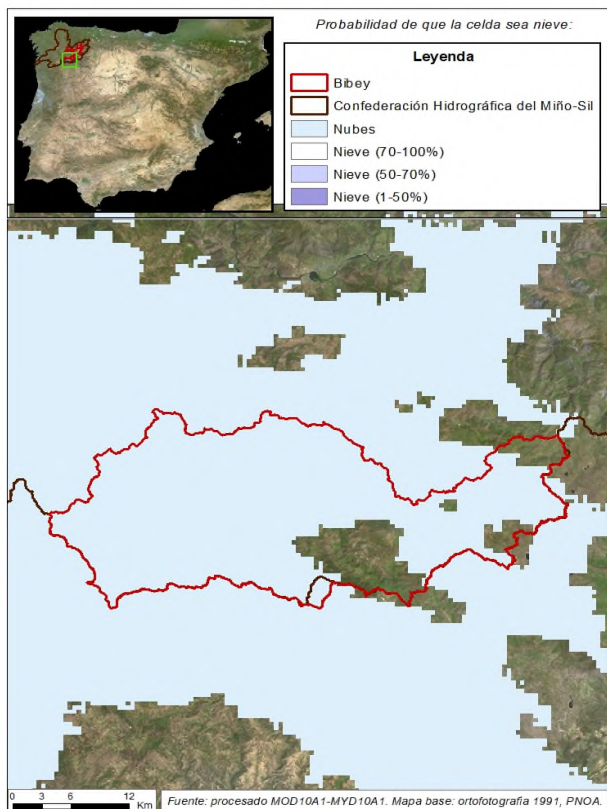 Probabilidad de que la celda sea nieve:
Leyenda
Bibey
Confederación Hidrográfica del Miño-Sil
Nubes
Nieve (70-100%)
Nieve (50-70%)
Nieve (1-50%)
0 3 6 12
Km
Fuente: procesado MOD10A1-MYD10A1. Mapa base: ortofotografía 1991, PNOA